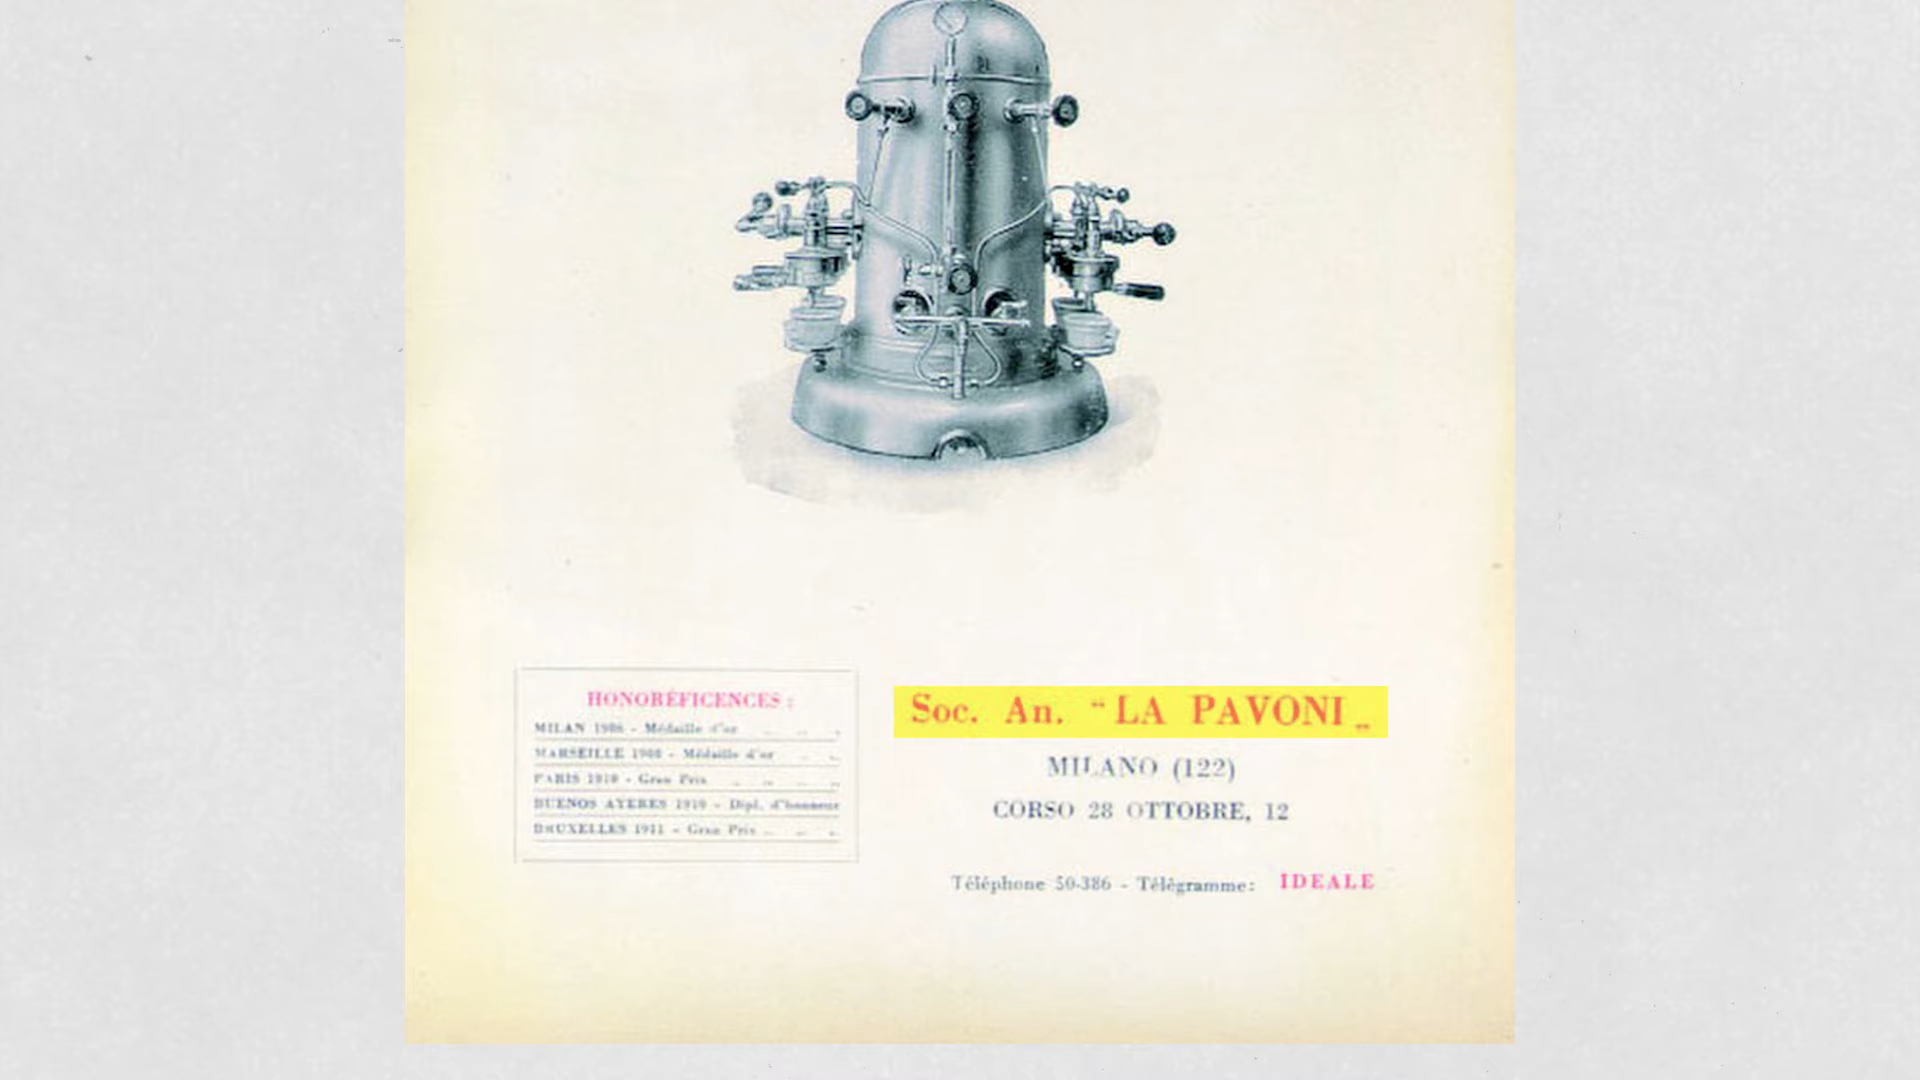 HONORÉFICENCES :
MILAN 1906 - Médaille d'or
MARSEILLE 1908 - Médaille d'or
PARIS 1910 - Gran Prix
BUENOS AYERES 1910 - Dipl. d'honneur
BRUXELLES 1911 - Gran Prix
Soc. An. “ LA PAVONI „
MILANO (122)
CORSO 28 OTTOBRE, 12
Téléphone 50-386 - Télégramme: IDEALE